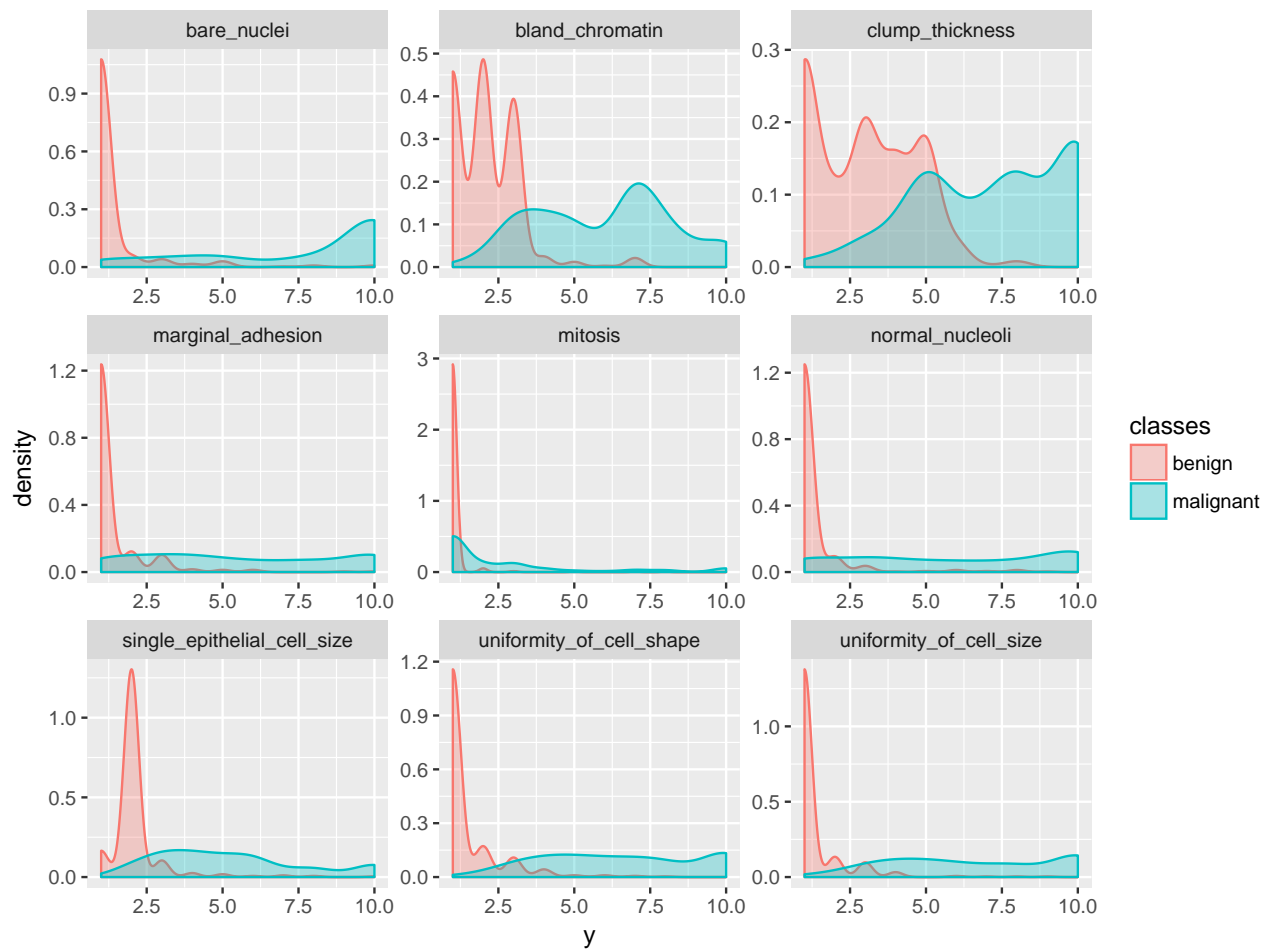 bare_nuclei
bland_chromatin
clump_thickness
0.9
0.6
0.3
0.0
0.5
0.4
0.3
0.2
0.1
0.0
0.3
0.2
0.1
0.0
2.5 5.0 7.5 10.0
2.5 5.0 7.5 10.0
2.5 5.0 7.5 10.0
marginal_adhesion
mitosis
normal_nucleoli
1.2
0.8
0.4
0.0
3
2
1
0
1.2
0.8
0.4
0.0
2.5 5.0 7.5 10.0
2.5 5.0 7.5 10.0
2.5 5.0 7.5 10.0
single_epithelial_cell_size
uniformity_of_cell_shape
uniformity_of_cell_size
1.0
0.5
0.0
1.2
0.9
0.6
0.3
0.0
1.0
0.5
0.0
2.5 5.0 7.5 10.0
2.5 5.0 7.5 10.0
2.5 5.0 7.5 10.0
y
density
classes
benign
malignant